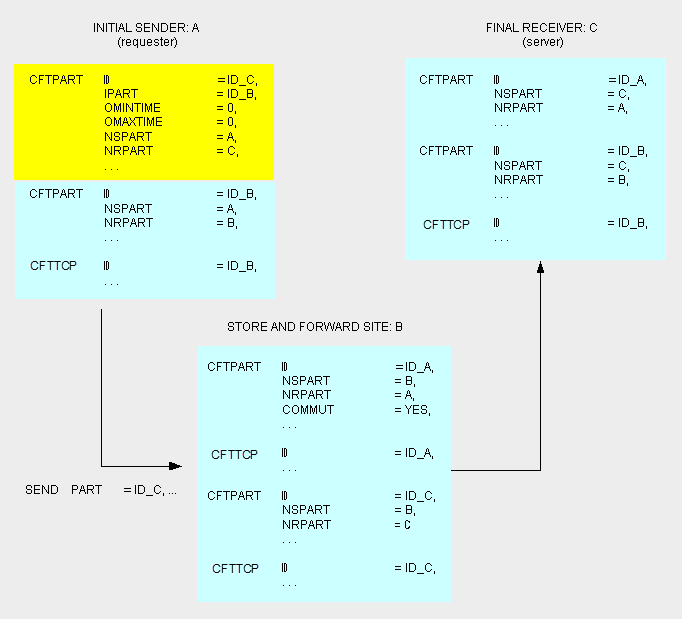 INITIAL SENDER: A
(requester)
CFTPART ID = ID_C,
IPART = ID_B,
OMINTIME = 0,
OMAXTIME = 0,
NSPART = A,
NRPART = C,
. . .
CFTPART ID = ID_B,
NSPART = A,
NRPART = B,
. . .
CFTTCP ID = ID_B,
. . .
FINAL RECEIVER: C
(server)
CFTPART ID = ID_A,
NSPART = C,
NRPART = A,
. . .
CFTPART ID = ID_B,
NSPART = C,
NRPART = B,
. . .
CFTTCP ID = ID_B,
. . .
SEND PART = ID_C, ...
STORE AND FORWARD SITE: B
CFTPART ID = ID_A,
NSPART = B,
NRPART = A,
COMMUT = YES,
. . .
CFTTCP ID = ID_A,
. . .
CFTPART ID = ID_C,
NSPART = B,
NRPART = C
. . .
CFTTCP ID = ID_C,
. . .